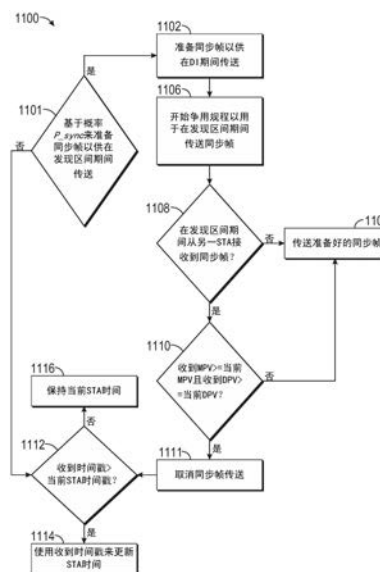 1100
1102
准备同步帧以供
在DI期间传送
是
1101
基于概率
P_sync来准备
同步帧以供在
发现区间期间
传送
否
1106
开始争用规程以用
于在发现区间期间
传送同步帧
1108
在发现区间期
间从另一STA接
收到同步帧？
否
110
传送准备好的同步帧
是
1110
收到MPV>=当前
MPV且收到DPV>
=当前DPV？
否
是
1116
保持当前STA时间
否
1112
收到时间戳>
当前STA时间戳？
1111
取消同步帧传送
是
1114
使用收到时间戳来更新
STA时间